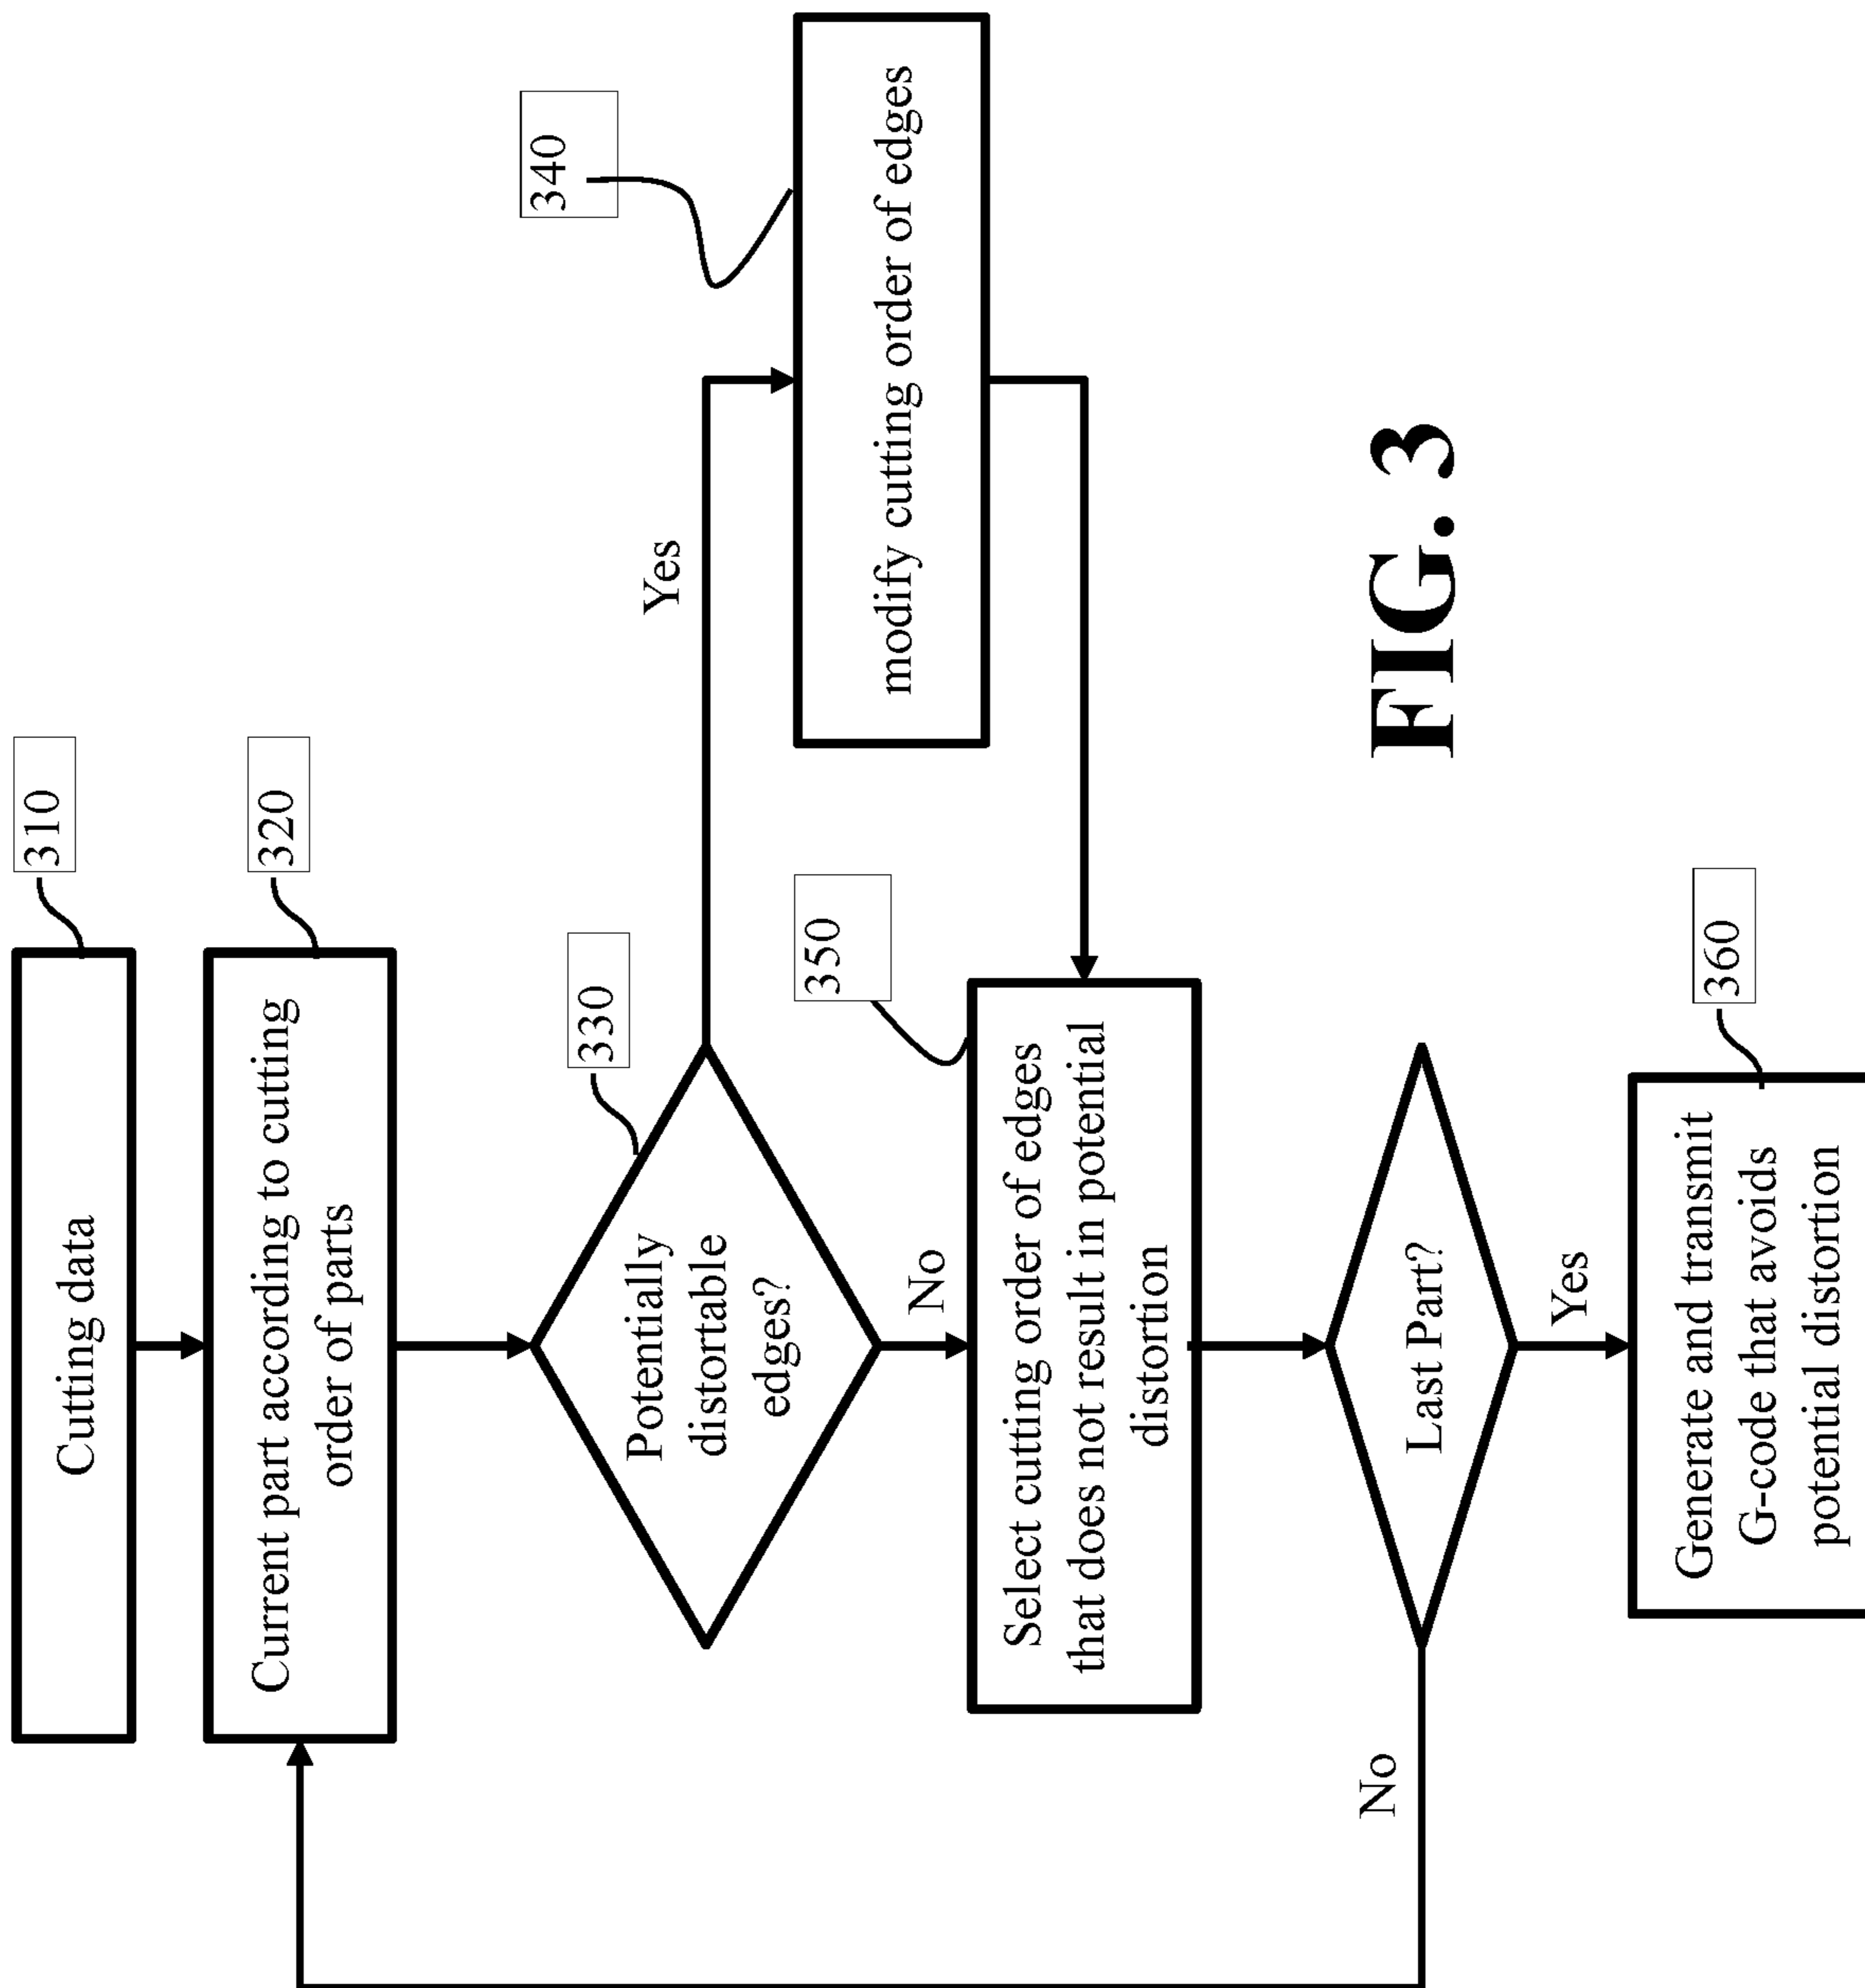 310
Cutting data
320
Current part according to cutting
order of parts
330
Potentially
distortable
edges?
Yes
340
modify cutting order of edges
No
350
Select cutting order of edges
that does not result in potential
distortion
Last Part?
No
Yes
360
Generate and transmit
G-code that avoids
potential distortion
FIG. 3